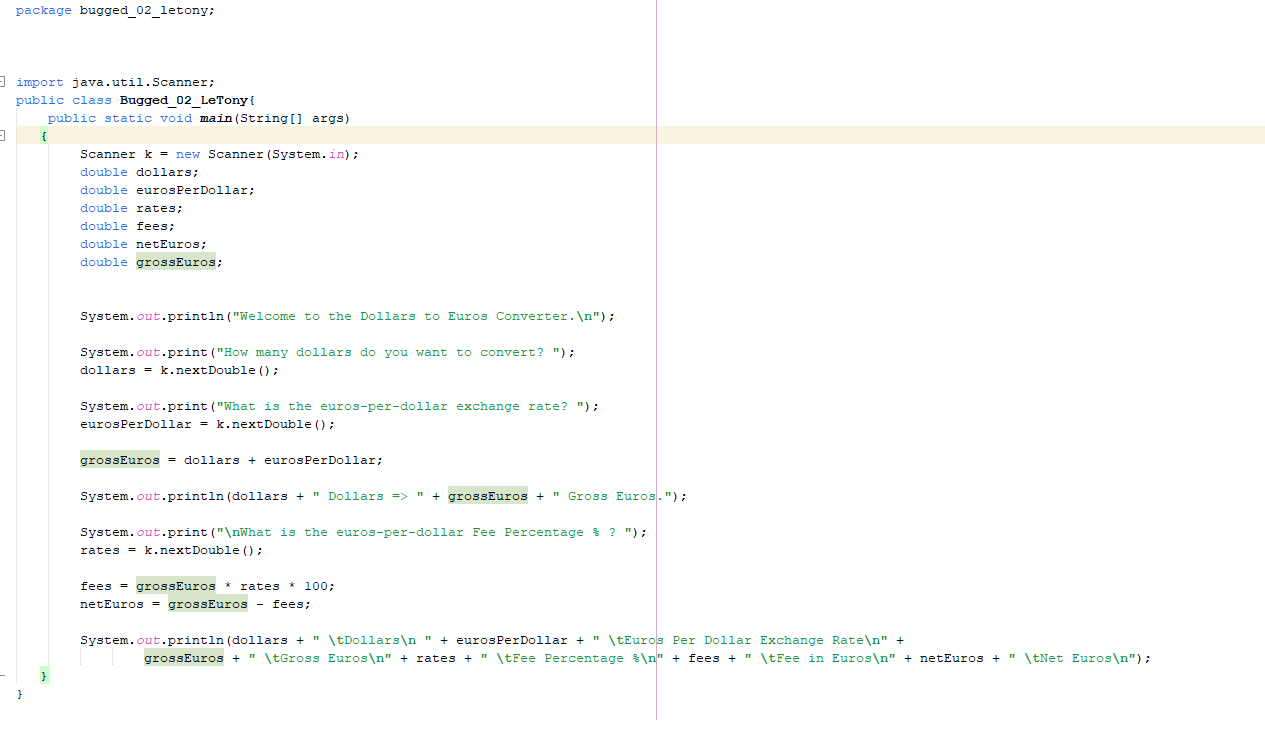 package bugged_02_letony;
import java.util.Scanner;
public class Bugged_02_LeTony{
    public static void main(String[] args)
    {
        Scanner k = new Scanner(System.in);
        double dollars;
        double eurosPerDollar;
        double rates;
        double fees;
        double netEuros;
        double grossEuros;
        System.out.println("Welcome to the Dollars to Euros Converter.\n");
        System.out.print("How many dollars do you want to convert? ");
        dollars = k.nextDouble();
        System.out.print("What is the euros-per-dollar exchange rate? ");
        eurosPerDollar = k.nextDouble();
        grossEuros = dollars + eurosPerDollar;
        System.out.println(dollars + " Dollars => " + grossEuros + " Gross Euros.");
        System.out.print("\nWhat is the euros-per-dollar Fee Percentage % ? ");
        rates = k.nextDouble();
        fees = grossEuros * rates * 100;
        netEuros = grossEuros - fees;
        System.out.println(dollars + " \tDollars\n " + eurosPerDollar + " \tEuros Per Dollar Exchange Rate\n" +
                grossEuros + " \tGross Euros\n" + rates + " \tFee Percentage %\n" + fees + " \tFee in Euros\n" + netEuros + " \tNet Euros\n");
    }
}